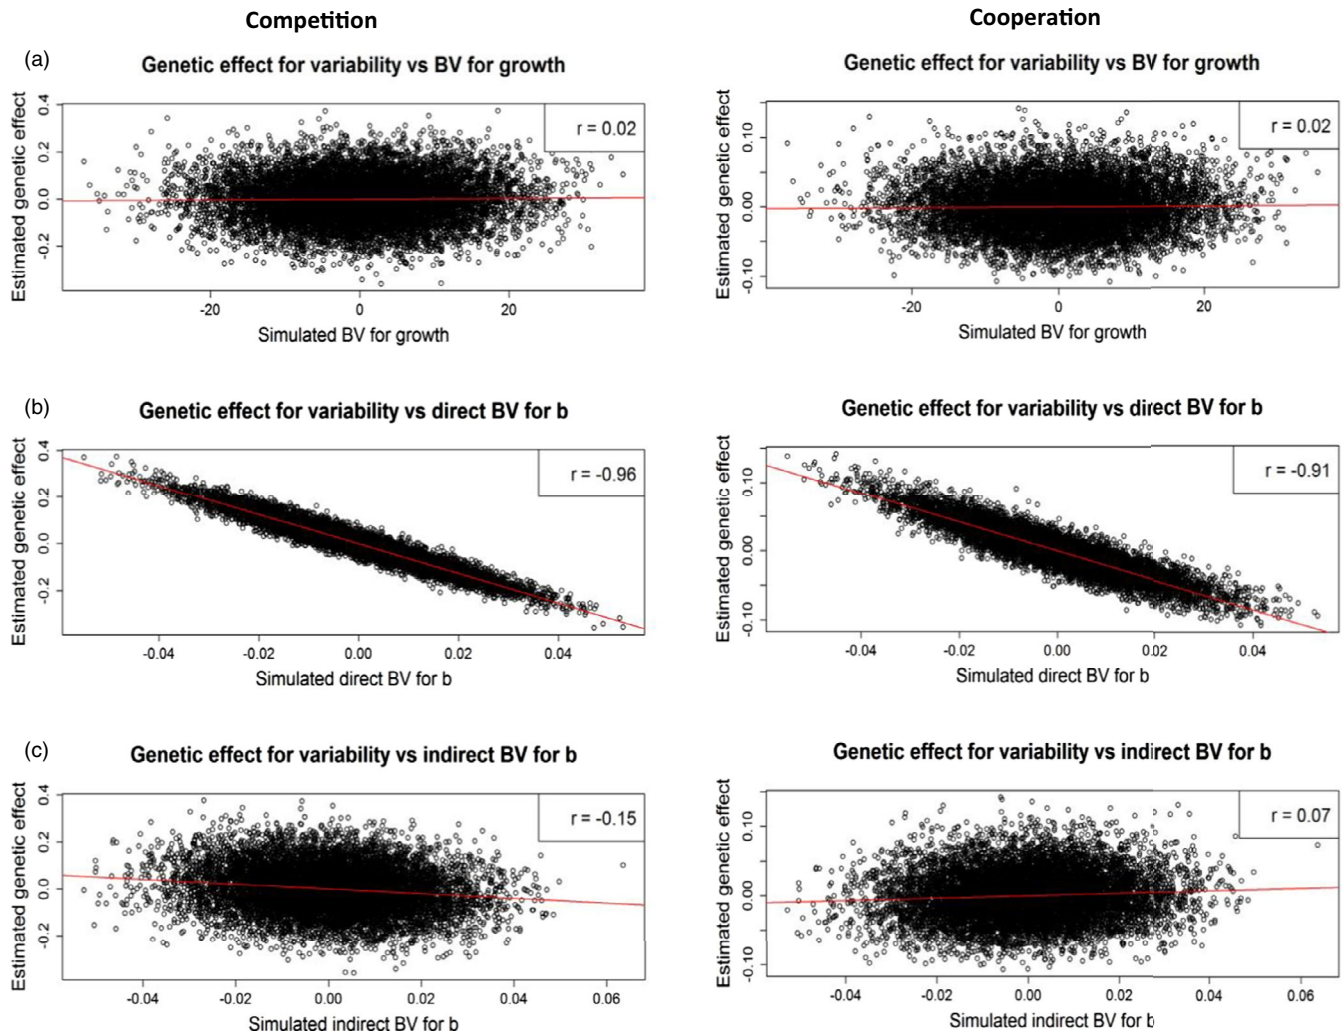 Competition
Cooperation
(a)
Genetic effect for variability vs BV for growth
Estimated genetic effect
0.4
0.2
0.0
-0.2
r = 0.02
-20
0
20
Simulated BV for growth
Genetic effect for variability vs BV for growth
Estimated genetic effect
0.10
0.00
-0.10
r = 0.02
-20
0
20
Simulated BV for growth
(b)
Genetic effect for variability vs direct BV for b
Estimated genetic effect
0.4
0.2
0.0
-0.2
r = -0.96
-0.04
-0.02
0.00
0.02
0.04
Simulated direct BV for b
Genetic effect for variability vs direct BV for b
Estimated genetic effect
0.10
0.00
-0.10
r = -0.91
-0.04
-0.02
0.00
0.02
0.04
Simulated direct BV for b
(c)
Genetic effect for variability vs indirect BV for b
Estimated genetic effect
0.4
0.2
0.0
-0.2
r = -0.15
-0.04
-0.02
0.00
0.02
0.04
0.06
Simulated indirect BV for b
Genetic effect for variability vs indirect BV for b
Estimated genetic effect
0.10
0.00
-0.10
r = 0.07
-0.04
-0.02
0.00
0.02
0.04
0.06
Simulated indirect BV for b